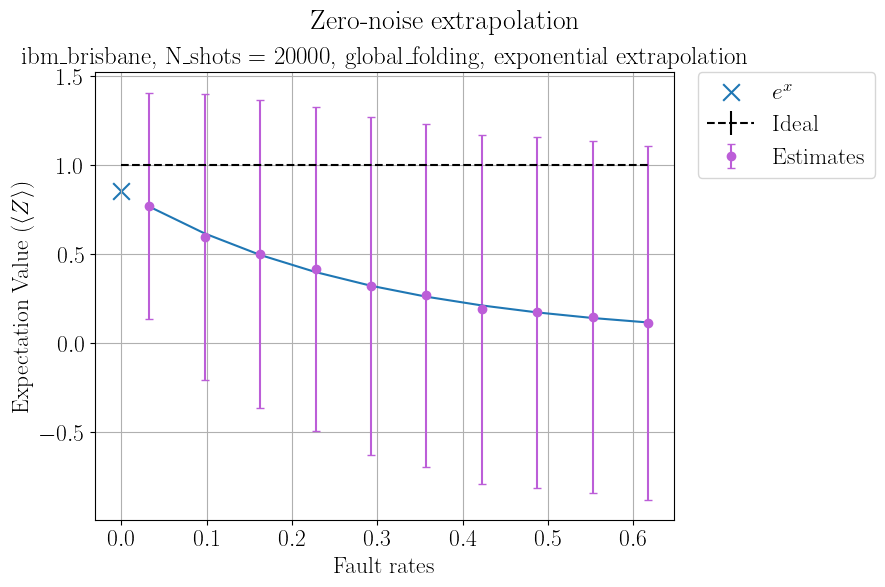 Zero-noise extrapolation
ibm_brisbane, N_shots = 20000, global_folding, exponential extrapolation
1.5
1.0
0.5
0.0
−0.5
Expectation Value (⟨Z⟩)
0.0 0.1 0.2 0.3 0.4 0.5 0.6
Fault rates
eˣ
Ideal
Estimates